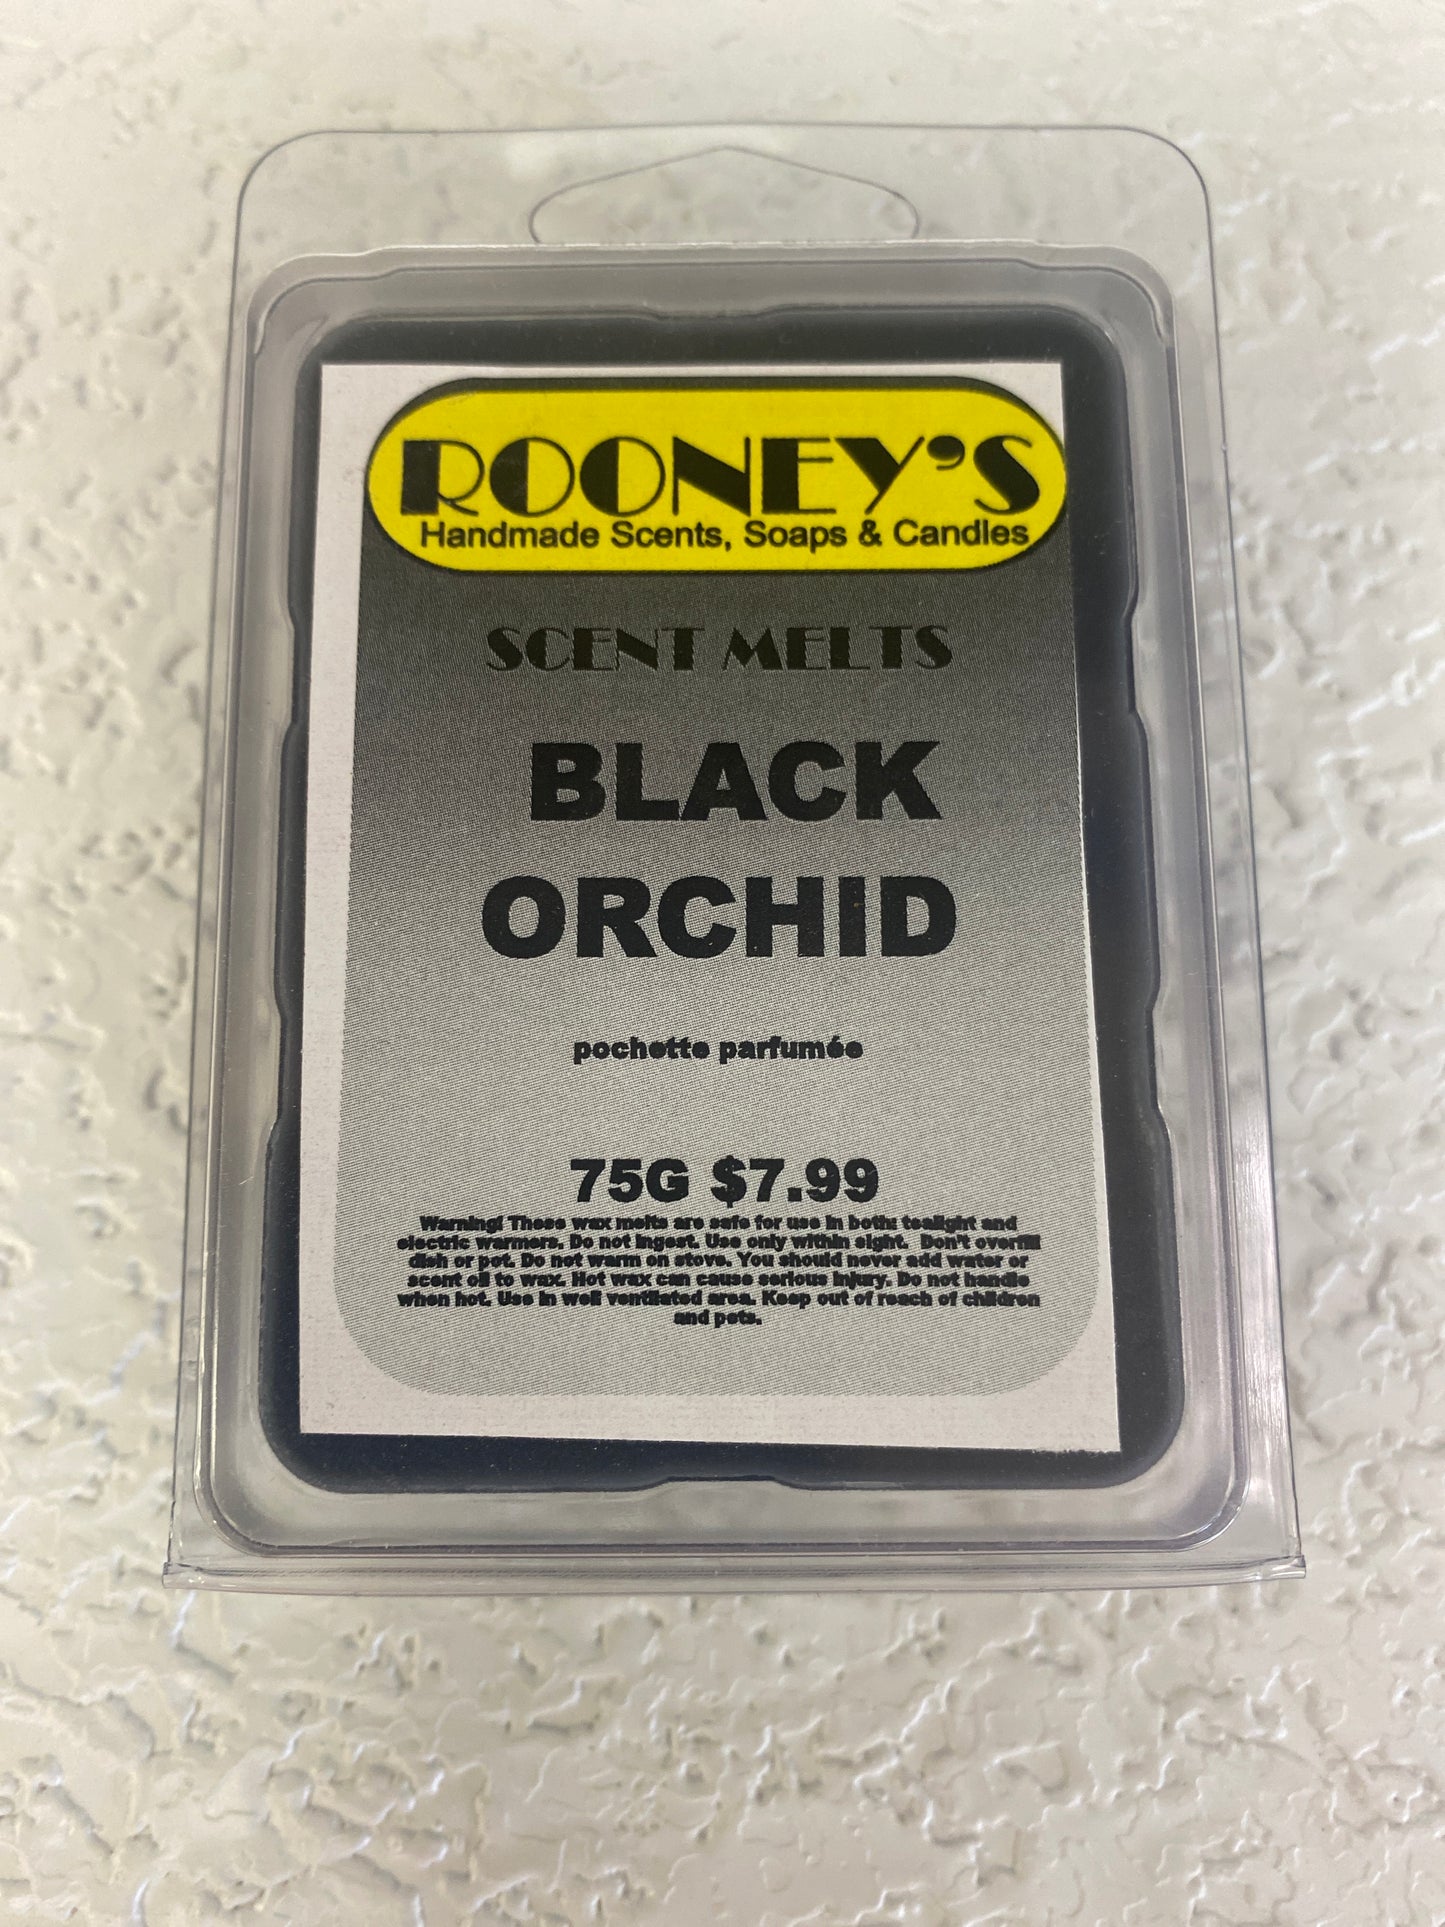 ROONEY'S
Handmade Scents, Soaps & Candles
SCENT MELTS
BLACK
ORCHID
pochette parfumée
75G $7.99
Warning! These wax melts are safe for use in both: tealight and
electric warmers. Do not ingest. Use only within sight. Don't overfill
dish or pot. Do not warm on stove. You should never add water or
scent oil to wax. Hot wax can cause serious injury. Do not handle
when hot. Use in well ventilated area. Keep out of reach of children
and pets.